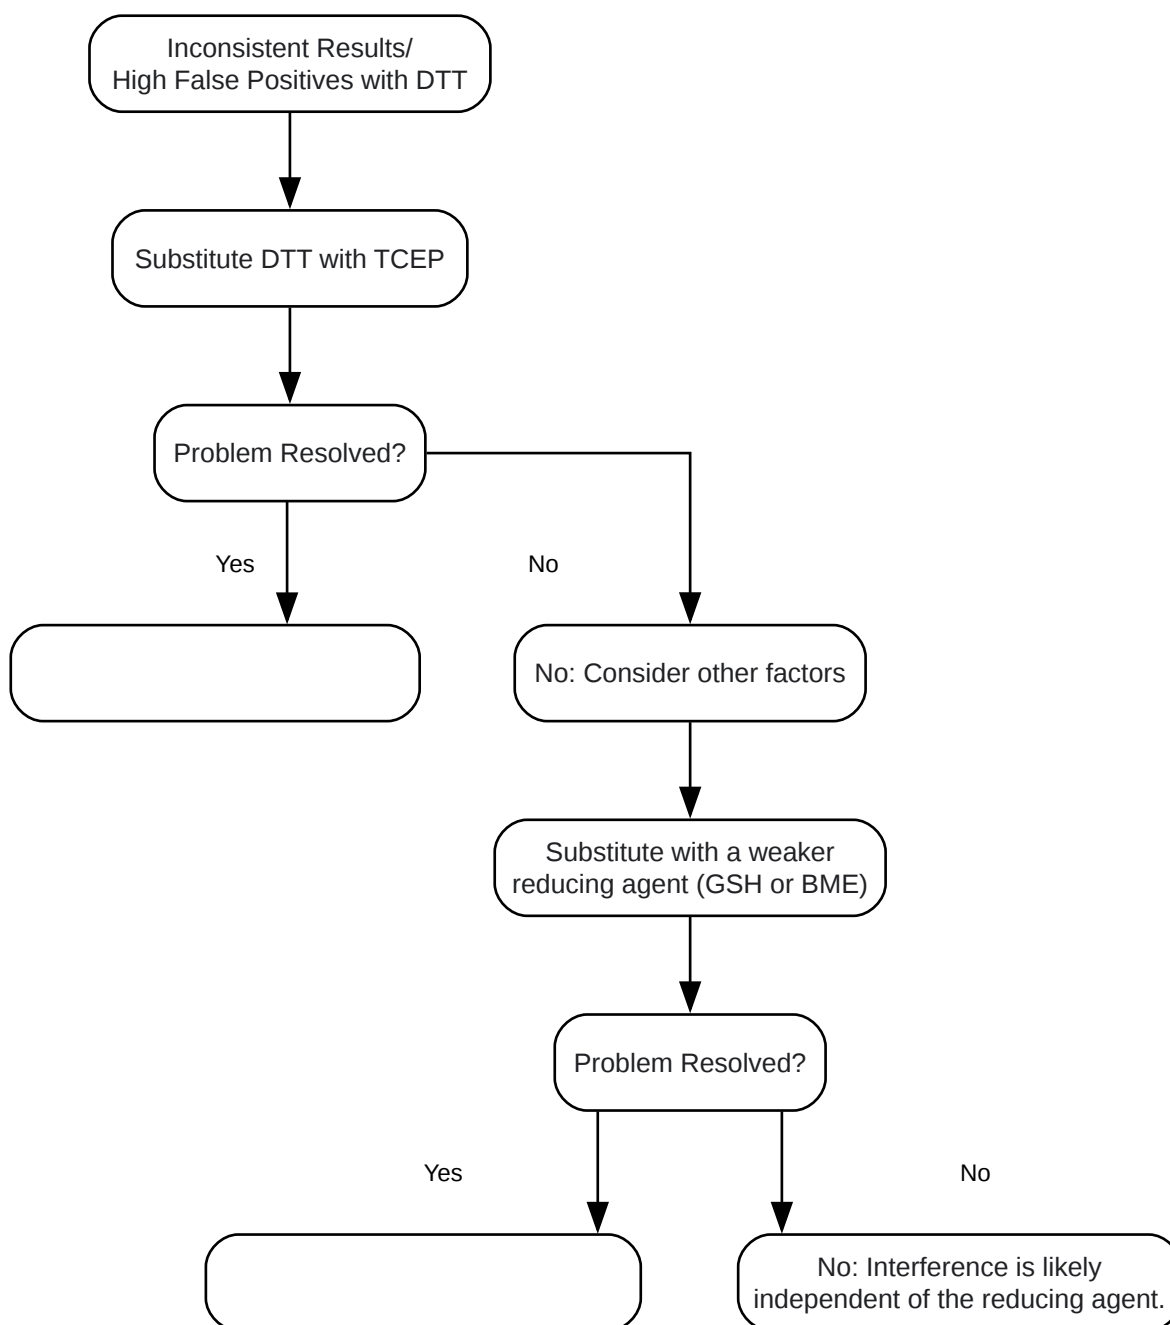 Inconsistent Results/
High False Positives with DTT
Substitute DTT with TCEP
Problem Resolved?
Yes
No
No: Consider other factors
Substitute with a weaker
reducing agent (GSH or BME)
Problem Resolved?
Yes
No
No: Interference is likely
independent of the reducing agent.